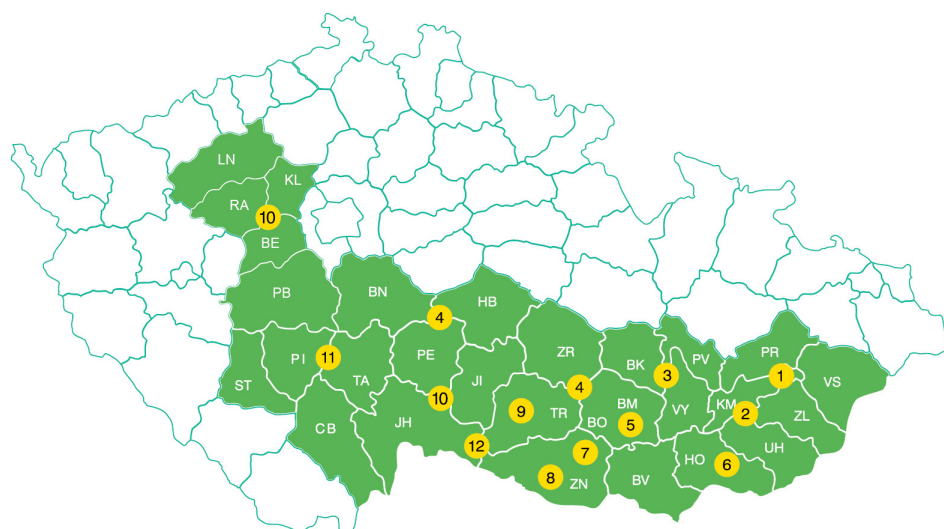 LN
KL
RA
10
BE
PB
BN
HB
4
ST
PI
11
TA
PE
10
JI
ZR
BK
3
PV
PR
1
VS
4
9
TR
BO
BM
5
VY
KM
2
ZL
CB
JH
12
7
8
ZN
BV
HO
6
UH